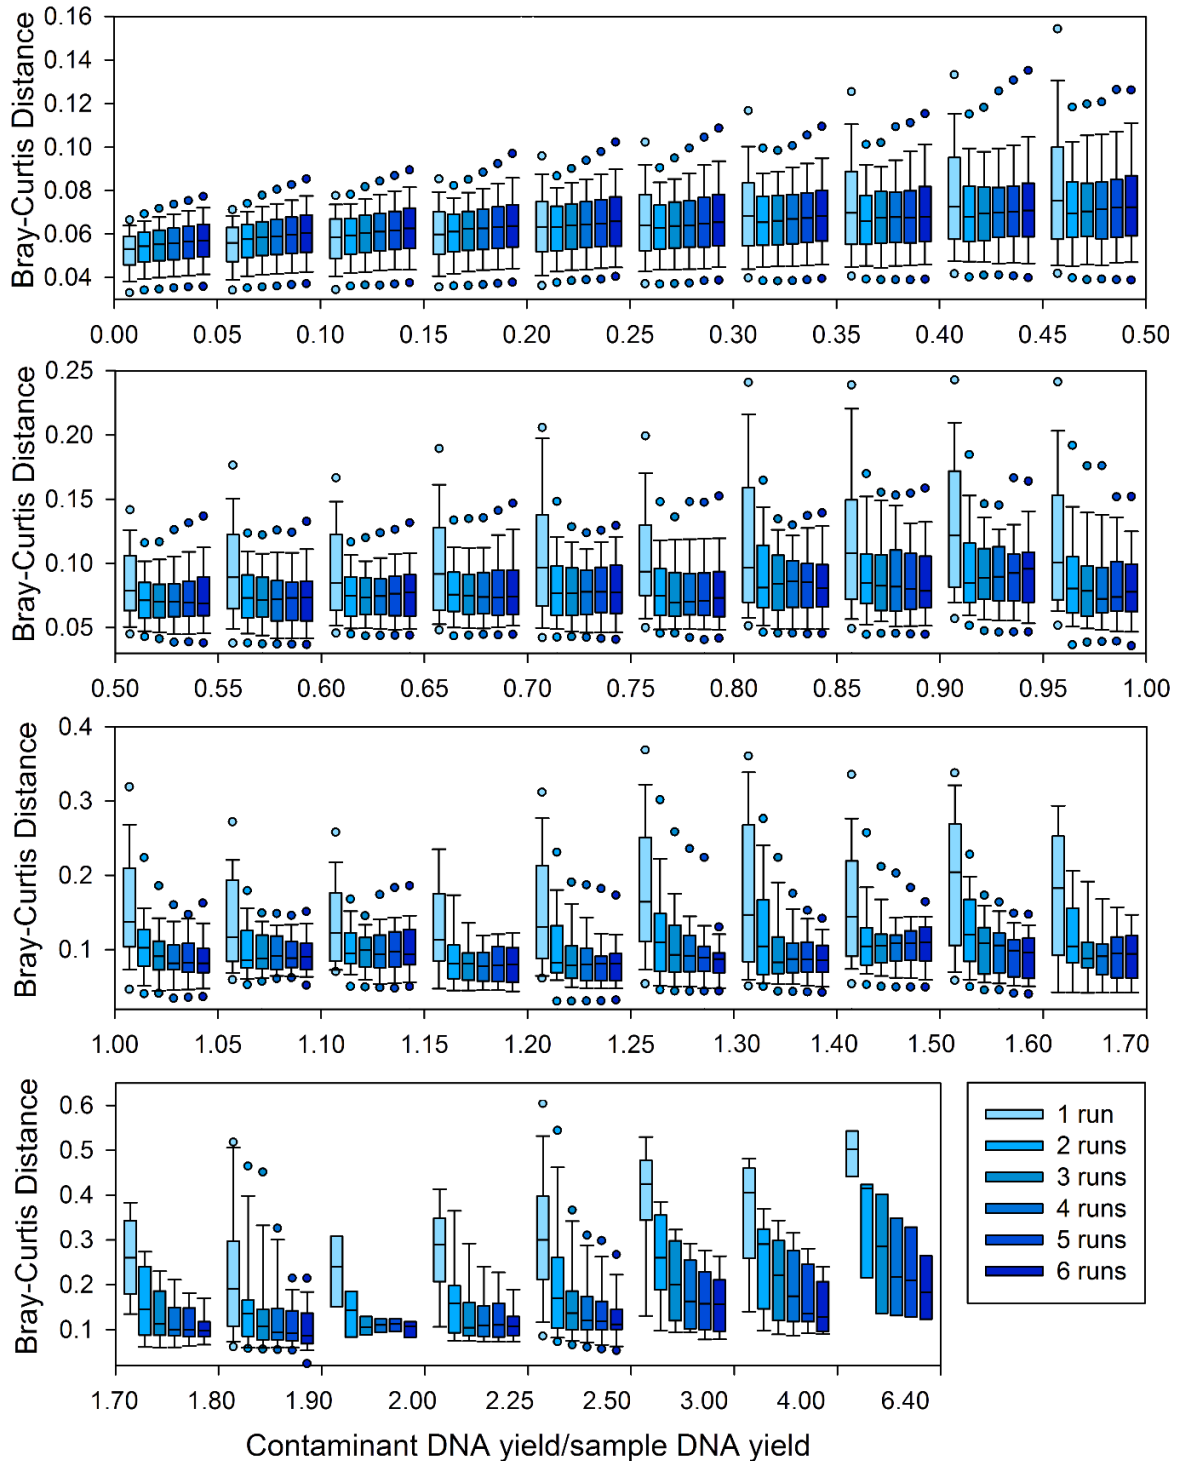 Bray-Curtis Distance
0.16
0.14
0.12
0.10
0.08
0.06
0.04
0.00 0.05 0.10 0.15 0.20 0.25 0.30 0.35 0.40 0.45 0.50
Bray-Curtis Distance
0.25
0.20
0.15
0.10
0.05
0.50 0.55 0.60 0.65 0.70 0.75 0.80 0.85 0.90 0.95 1.00
Bray-Curtis Distance
0.4
0.3
0.2
0.1
1.00 1.05 1.10 1.15 1.20 1.25 1.30 1.40 1.50 1.60 1.70
Bray-Curtis Distance
0.6
0.5
0.4
0.3
0.2
0.1
1.70 1.80 1.90 2.00 2.25 2.50 3.00 4.00 6.40
Contaminant DNA yield/sample DNA yield
1 run
2 runs
3 runs
4 runs
5 runs
6 runs